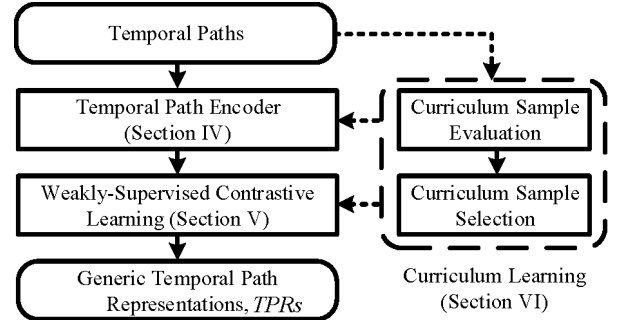 Temporal Paths
Temporal Path Encoder
(Section IV)
Weakly-Supervised Contrastive
Learning (Section V)
Generic Temporal Path
Representations, TPRs
Curriculum Sample
Evaluation
Curriculum Sample
Selection
Curriculum Learning
(Section VI)